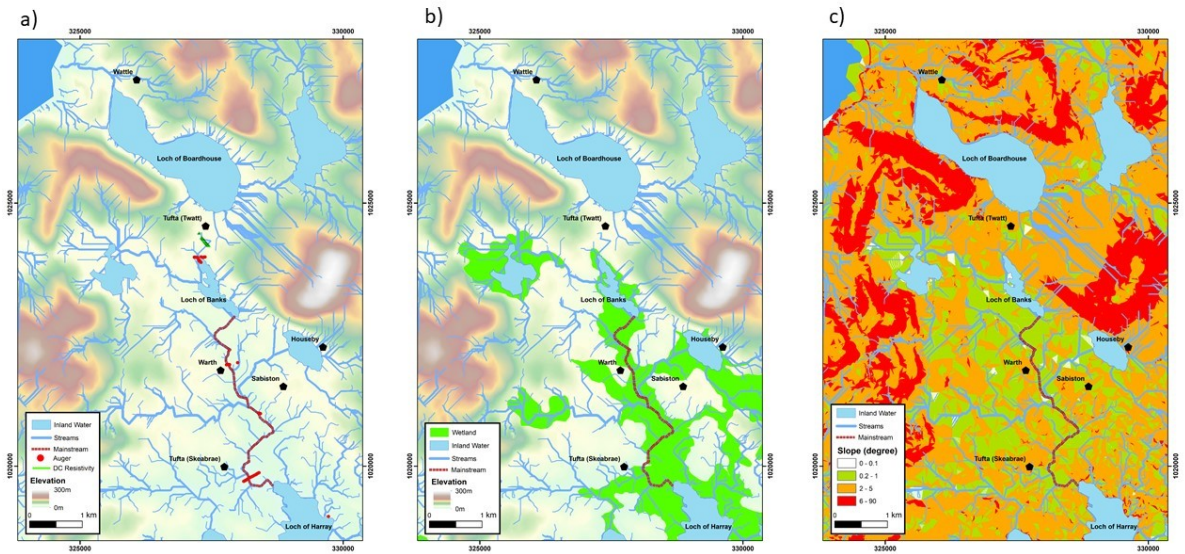 a)
325000
330000
Wattle
Loch of Boardhouse
1025000
1025000
Tufta (Twatt)
Loch of Banks
Houssby
Warth
Sabiston
Tufta (Skeabrae)
1020000
1020000
Loch of Harray
Inland Water
Streams
Mainstream
Auger
DC Resistivity
Elevation
300m
0m
0 1 km
325000
330000
b)
325000
330000
Wattle
Loch of Boardhouse
1025000
1025000
Tufta (Twatt)
Loch of Banks
Houssby
Warth
Sabiston
Tufta (Skeabrae)
1020000
1020000
Loch of Harray
Wetland
Inland Water
Streams
Mainstream
Elevation
300m
0m
0 1 km
325000
330000
c)
325000
330000
Wattle
Loch of Boardhouse
1025000
1025000
Tufta (Twatt)
Loch of Banks
Houssby
Warth
Sabiston
Tufta (Skeabrae)
1020000
1020000
Loch of Harray
Inland Water
Streams
Mainstream
Slope (degree)
0 - 0.1
0.2 - 1
2 - 5
6 - 90
0 1 km
325000
330000